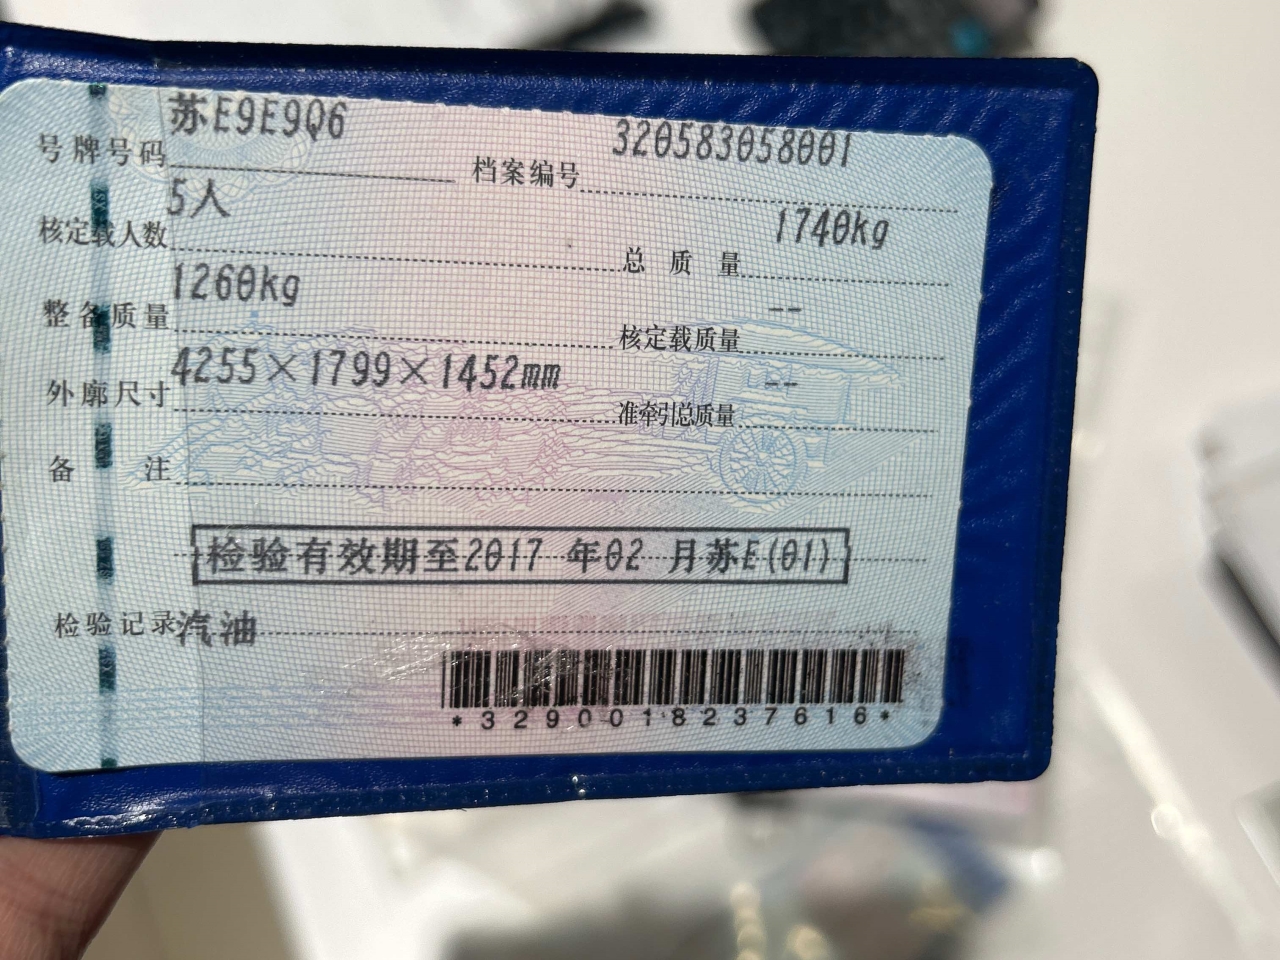 号牌号码 苏E9E9Q6 档案编号 320583058001
核定载人数 5人 总质量 1740kg
整备质量 1260kg 核定载质量 --
外廓尺寸 4255×1799×1452mm 准牵引总质量 --
备注
检验有效期至2017 年02 月苏E(01)
检验记录 汽油
*3290018237616*